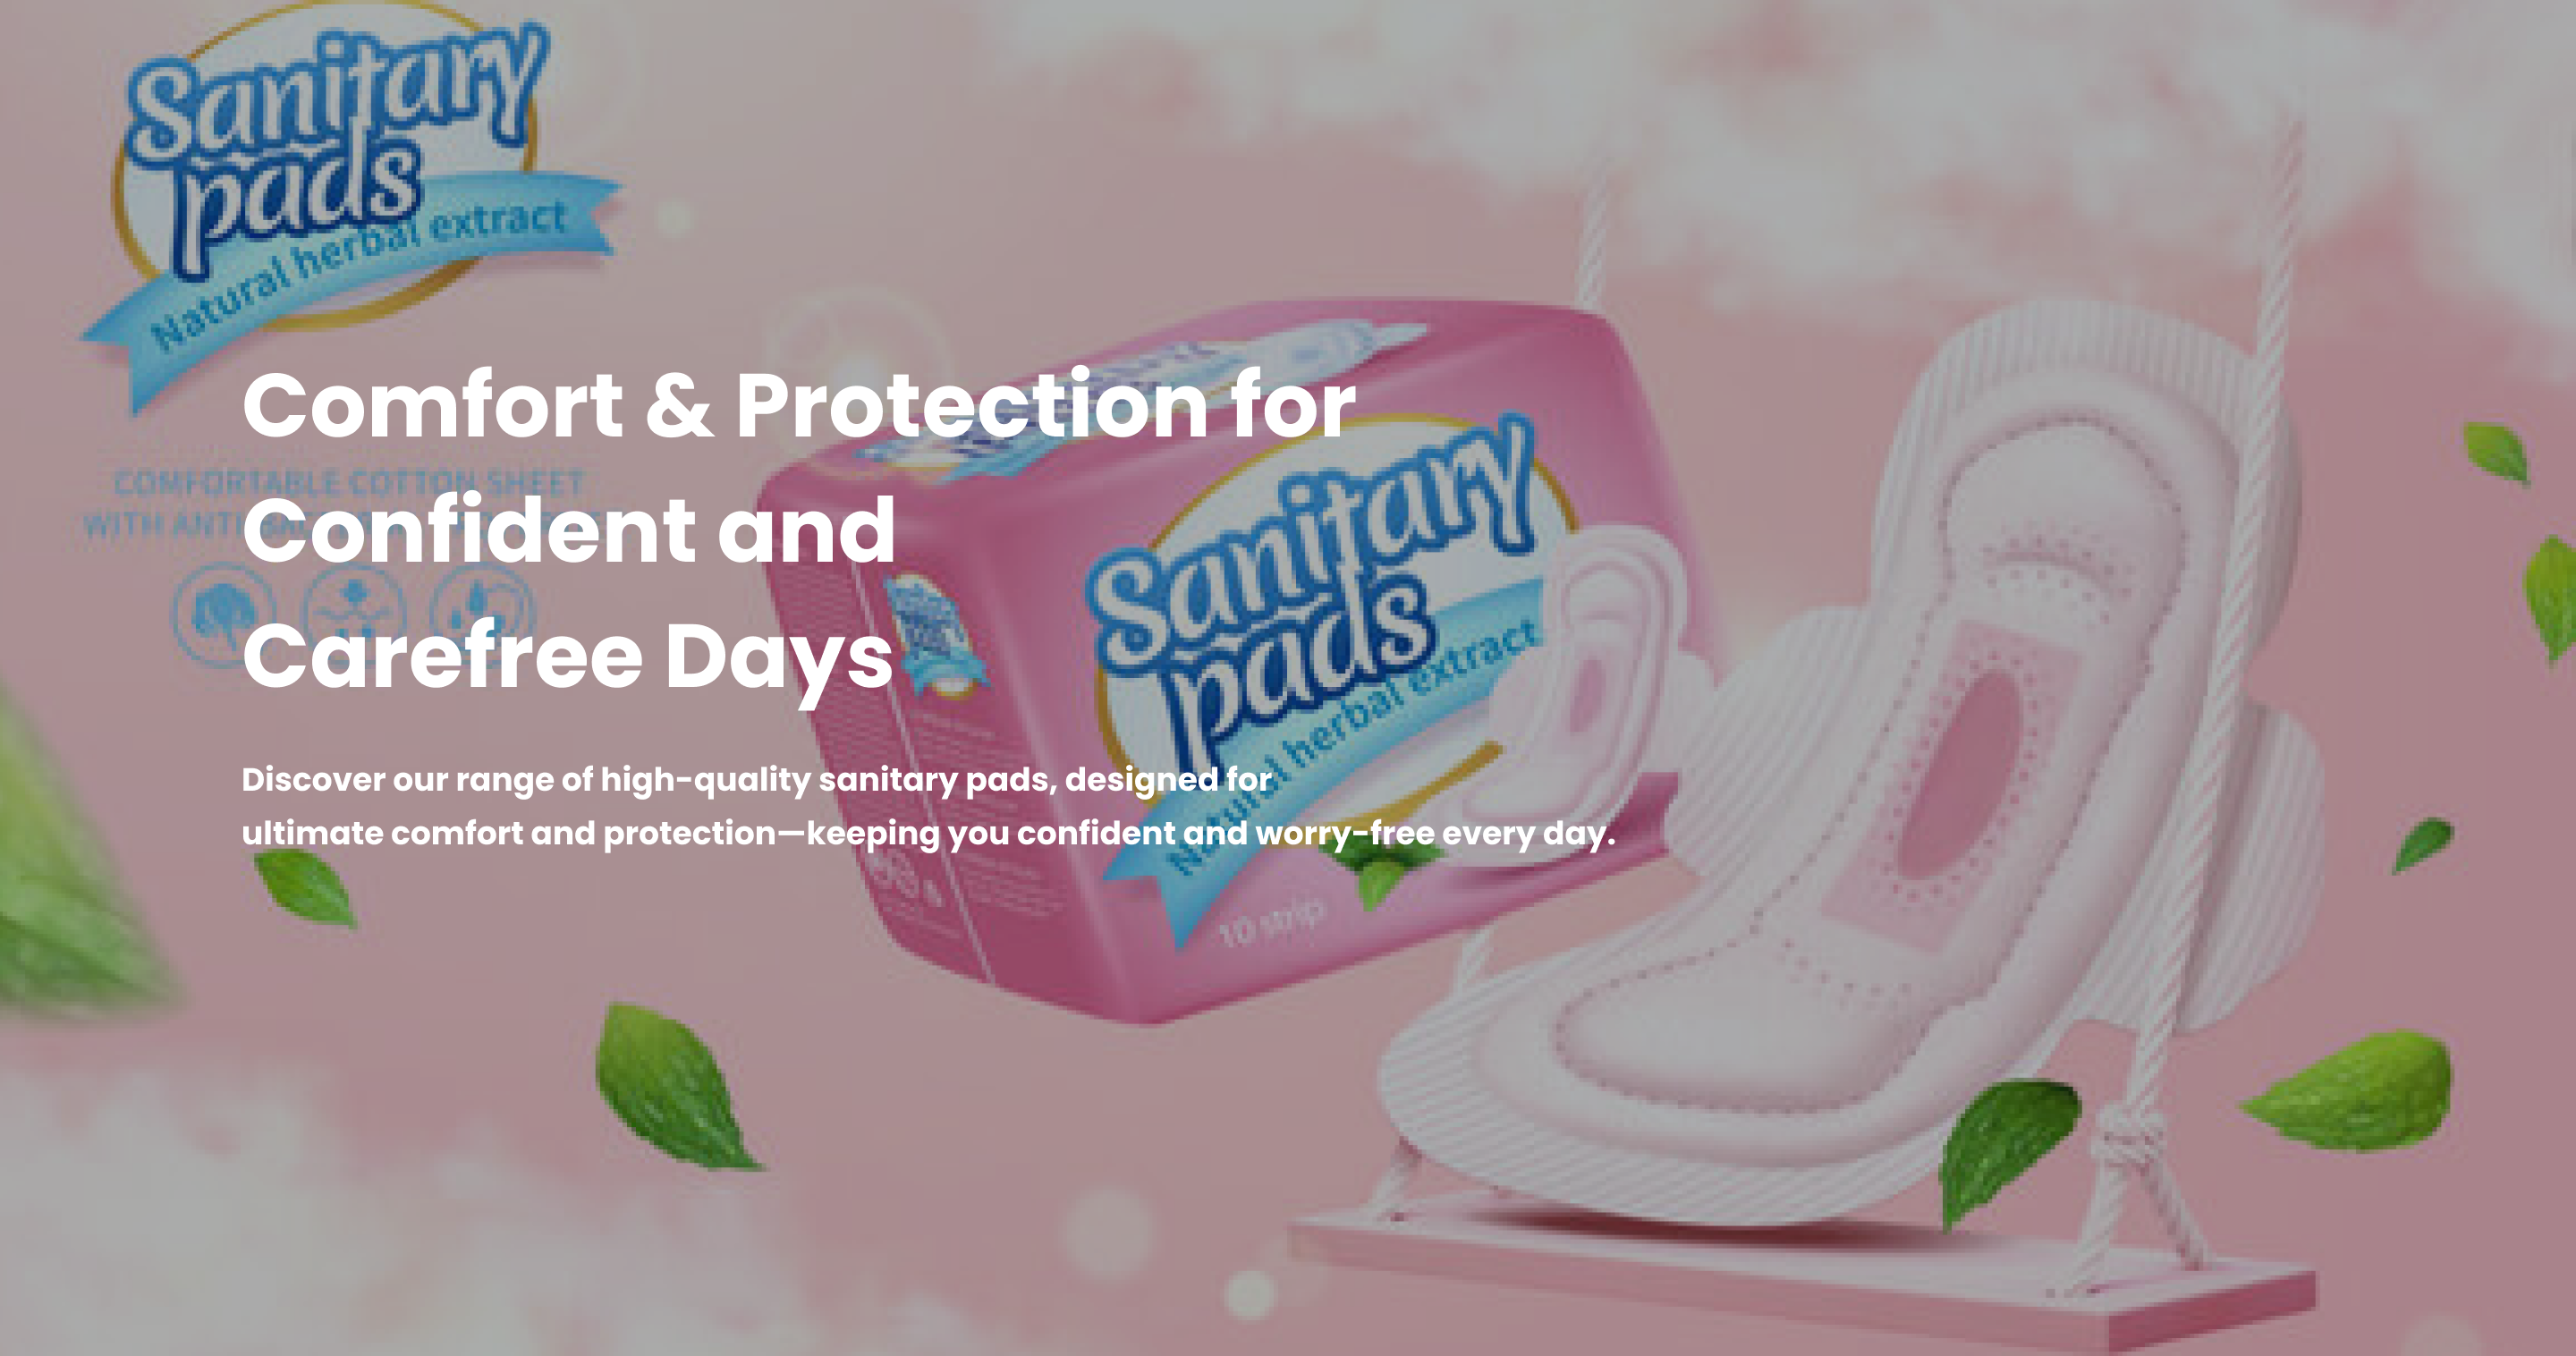 Sanitary
pads
Natural herbal extract
Comfort & Protection for
COMFORTABLE COTTON SHEET
WITH ANTI
Confident and
Carefree Days
Sanitary
pads
Natural herbal extract
Discover our range of high-quality sanitary pads, designed for
ultimate comfort and protection—keeping you confident and worry-free every day.
10 strip